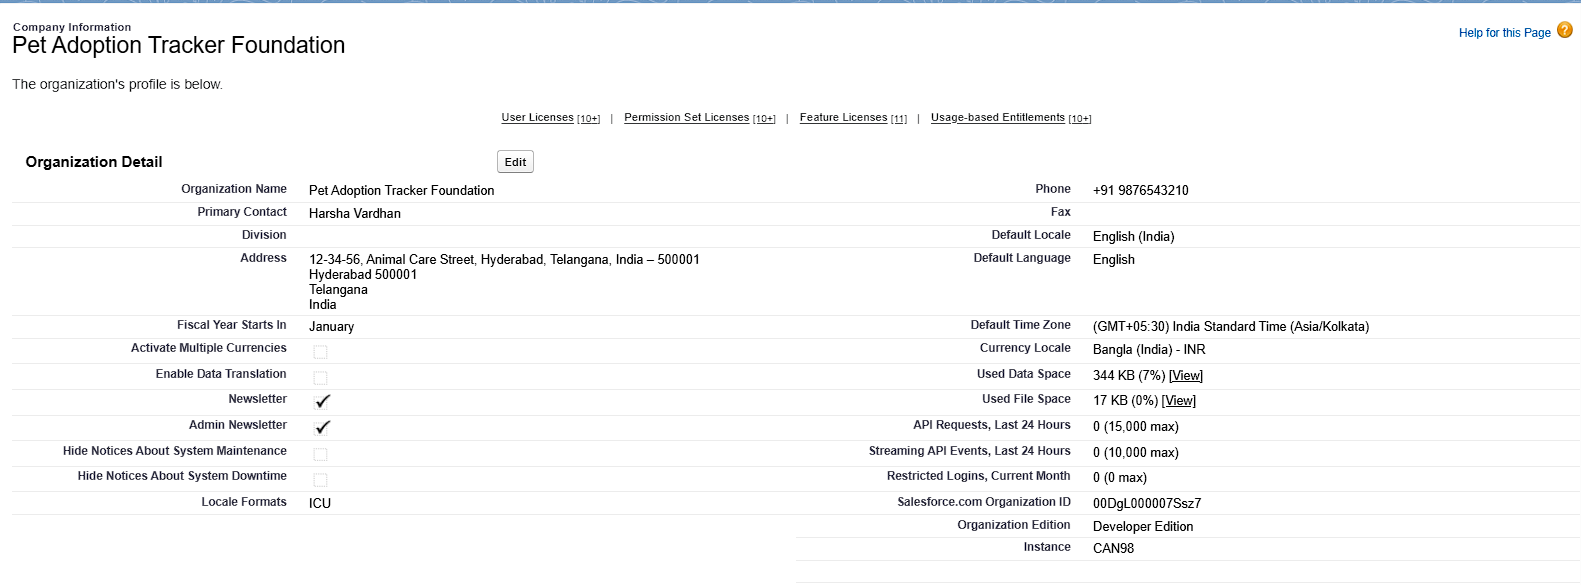 Company Information
Pet Adoption Tracker Foundation
Help for this Page ?
The organization's profile is below.
User Licenses [10+] | Permission Set Licenses [10+] | Feature Licenses [11] | Usage-based Entitlements [10+]
Organization Detail Edit
Organization Name Pet Adoption Tracker Foundation Phone +91 9876543210
Primary Contact Harsha Vardhan Fax
Division Default Locale English (India)
Address 12-34-56, Animal Care Street, Hyderabad, Telangana, India – 500001 Default Language English
Hyderabad 500001
Telangana
India
Fiscal Year Starts In January Default Time Zone (GMT+05:30) India Standard Time (Asia/Kolkata)
Activate Multiple Currencies Currency Locale Bangla (India) - INR
Enable Data Translation Used Data Space 344 KB (7%) [View]
Newsletter Used File Space 17 KB (0%) [View]
Admin Newsletter API Requests, Last 24 Hours 0 (15,000 max)
Hide Notices About System Maintenance Streaming API Events, Last 24 Hours 0 (10,000 max)
Hide Notices About System Downtime Restricted Logins, Current Month 0 (0 max)
Locale Formats ICU Salesforce.com Organization ID 00DgL000007Ssz7
Organization Edition Developer Edition
Instance CAN98